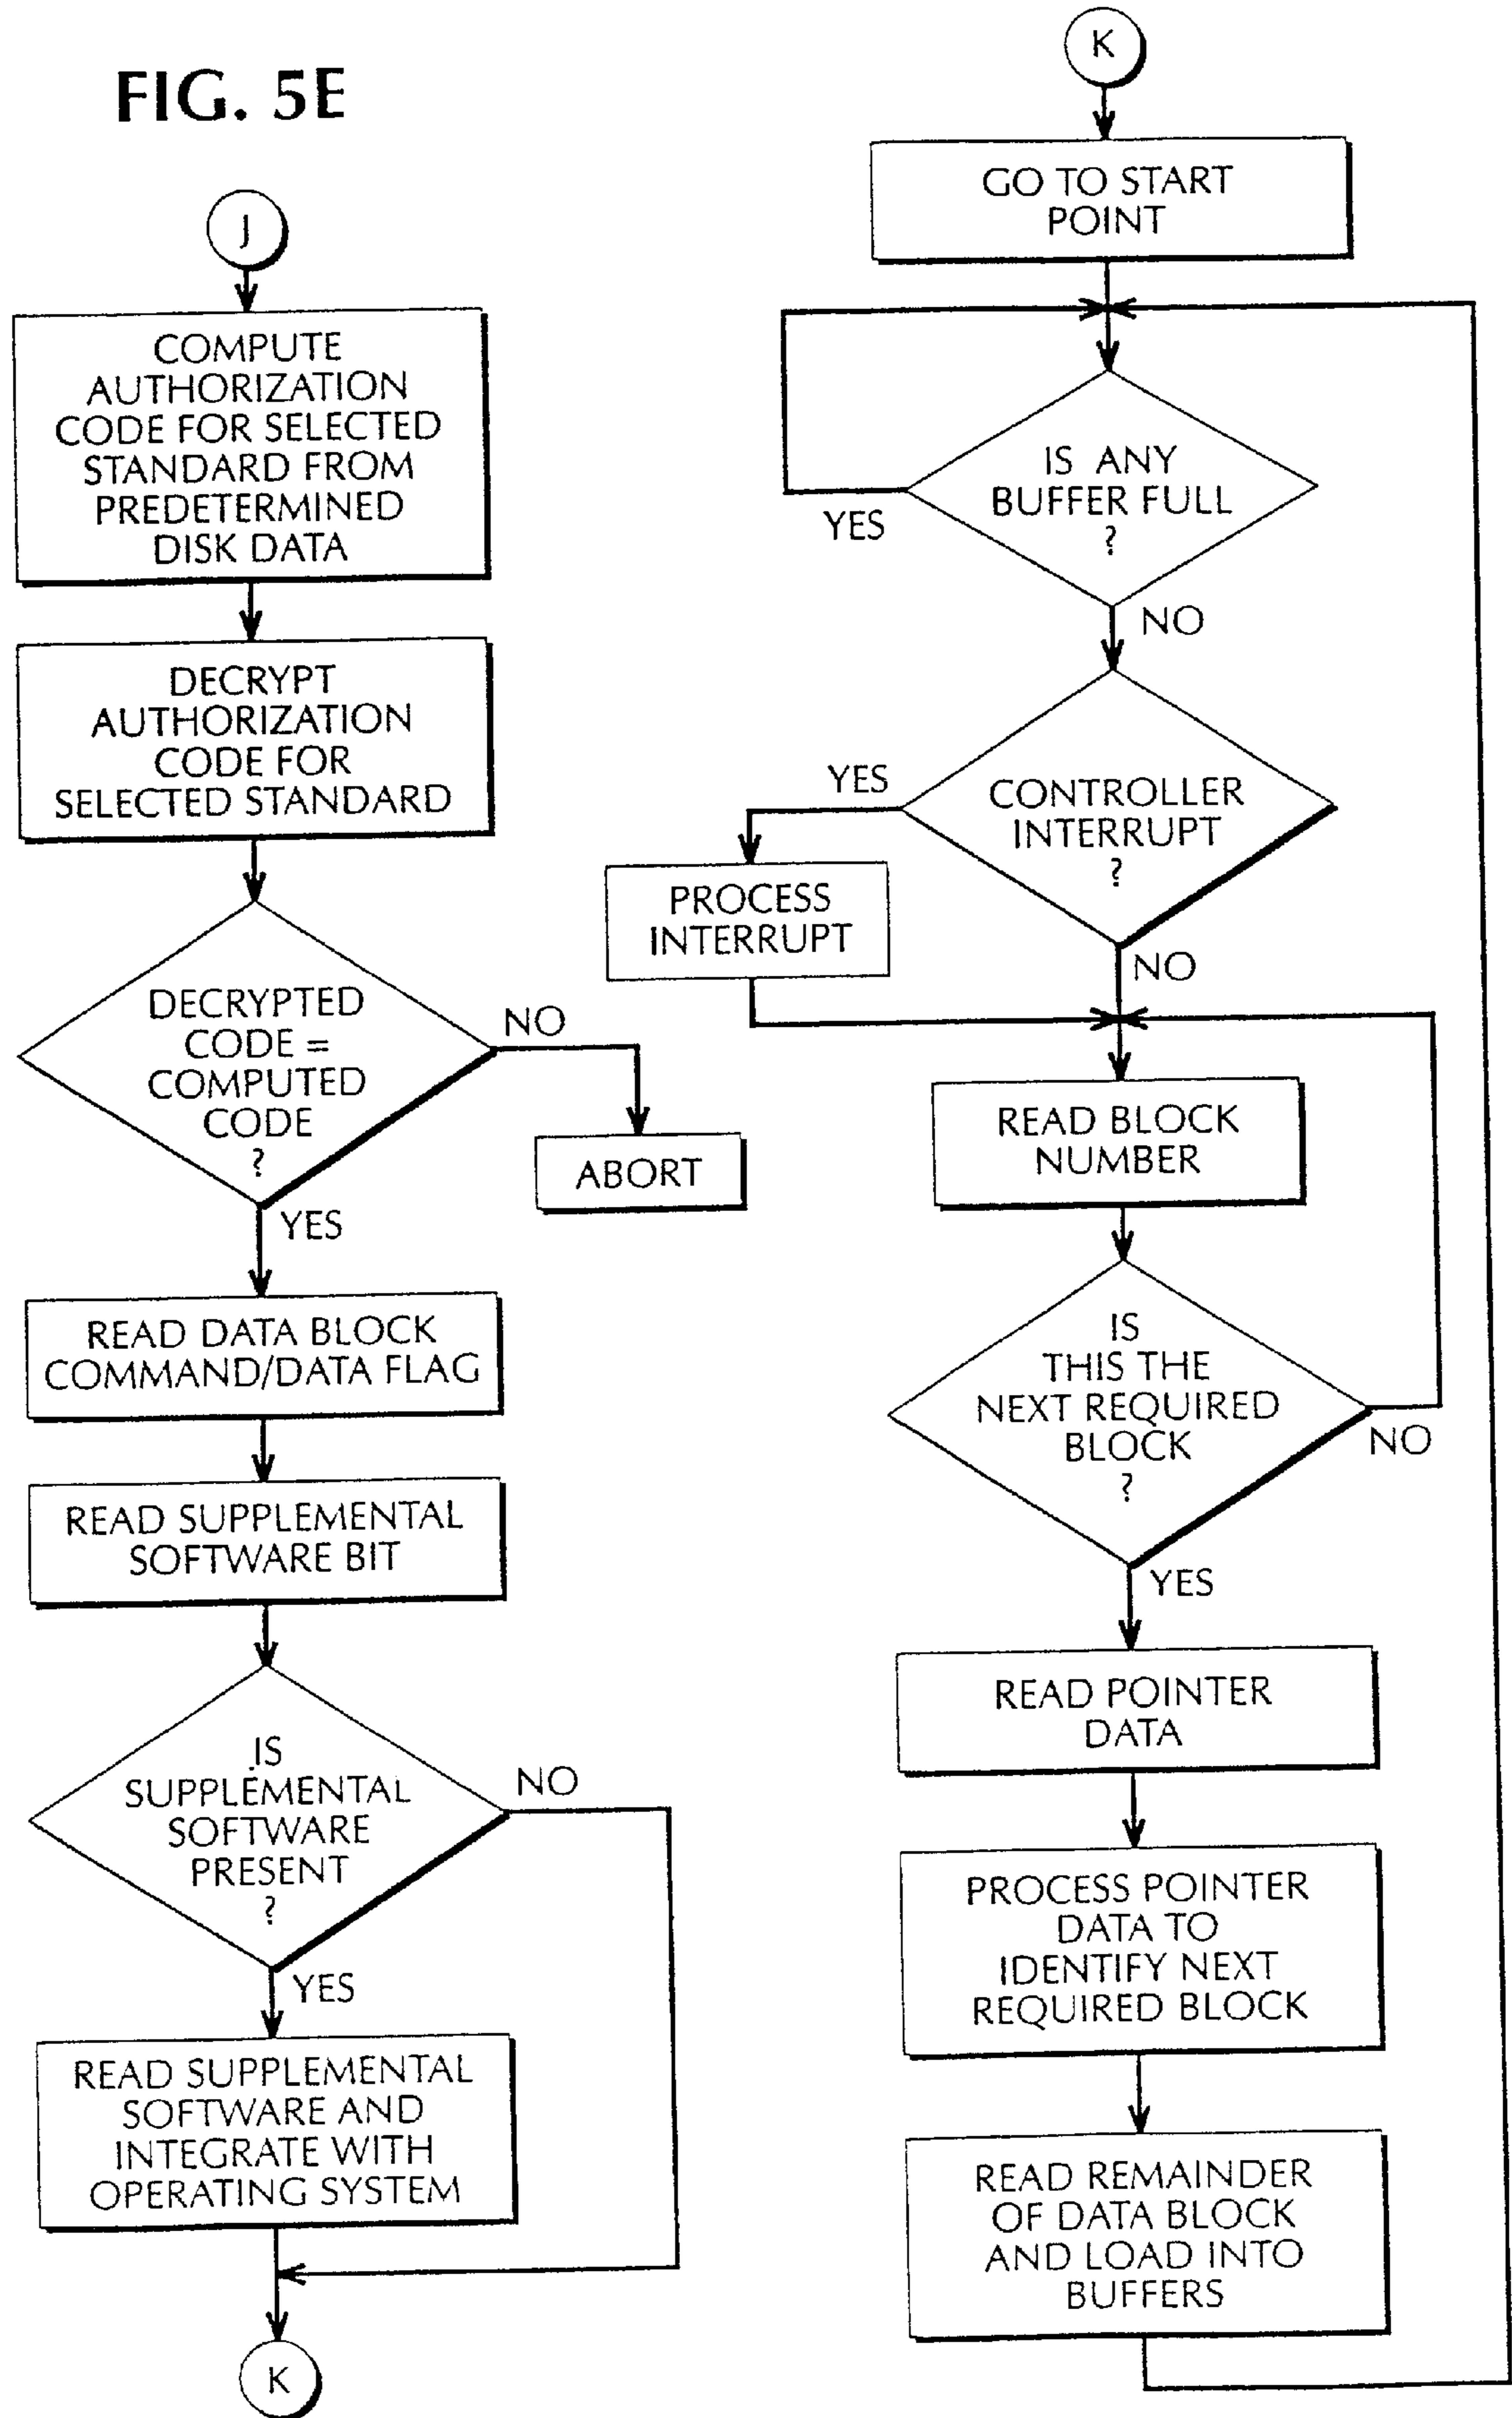 FIG. 5E
J
COMPUTE
AUTHORIZATION
CODE FOR SELECTED
STANDARD FROM
PREDETERMINED
DISK DATA
DECRYPT
AUTHORIZATION
CODE FOR
SELECTED STANDARD
DECRYPTED
CODE =
COMPUTED
CODE
?
NO
ABORT
YES
READ DATA BLOCK
COMMAND/DATA FLAG
READ SUPPLEMENTAL
SOFTWARE BIT
IS
SUPPLEMENTAL
SOFTWARE
PRESENT
?
NO
YES
READ SUPPLEMENTAL
SOFTWARE AND
INTEGRATE WITH
OPERATING SYSTEM
K
K
GO TO START
POINT
IS ANY
BUFFER FULL
?
YES
NO
CONTROLLER
INTERRUPT
?
YES
PROCESS
INTERRUPT
NO
READ BLOCK
NUMBER
IS
THIS THE
NEXT REQUIRED
BLOCK
?
NO
YES
READ POINTER
DATA
PROCESS POINTER
DATA TO
IDENTIFY NEXT
REQUIRED BLOCK
READ REMAINDER
OF DATA BLOCK
AND LOAD INTO
BUFFERS